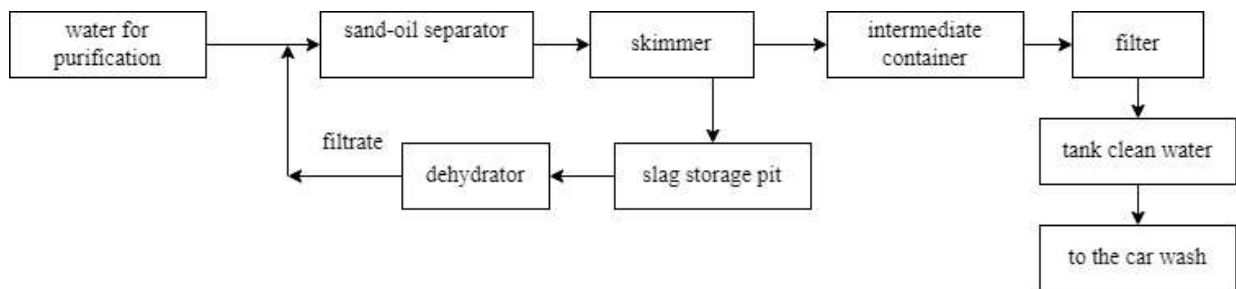 water for
purification
sand-oil separator
skimmer
intermediate
container
filter
filtrate
dehydrator
slag storage pit
tank clean water
to the car wash